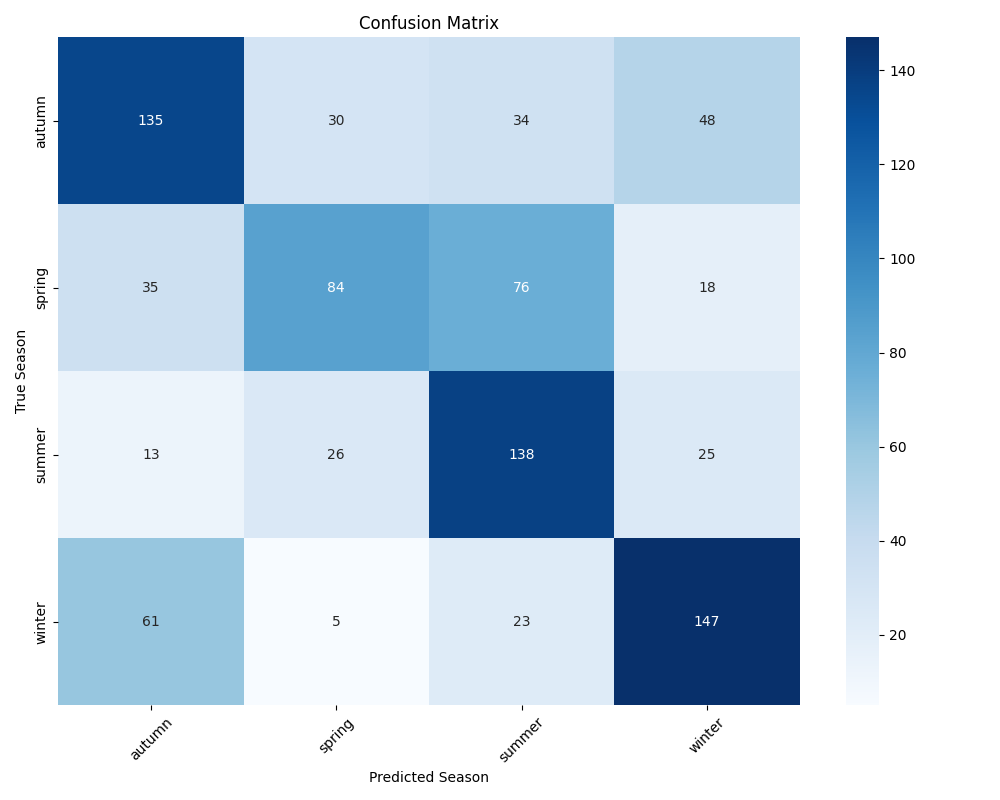 Confusion Matrix
autumn 135 30 34 48
spring 35 84 76 18
summer 13 26 138 25
winter 61 5 23 147
True Season
autumn spring summer winter
Predicted Season
140
120
100
80
60
40
20